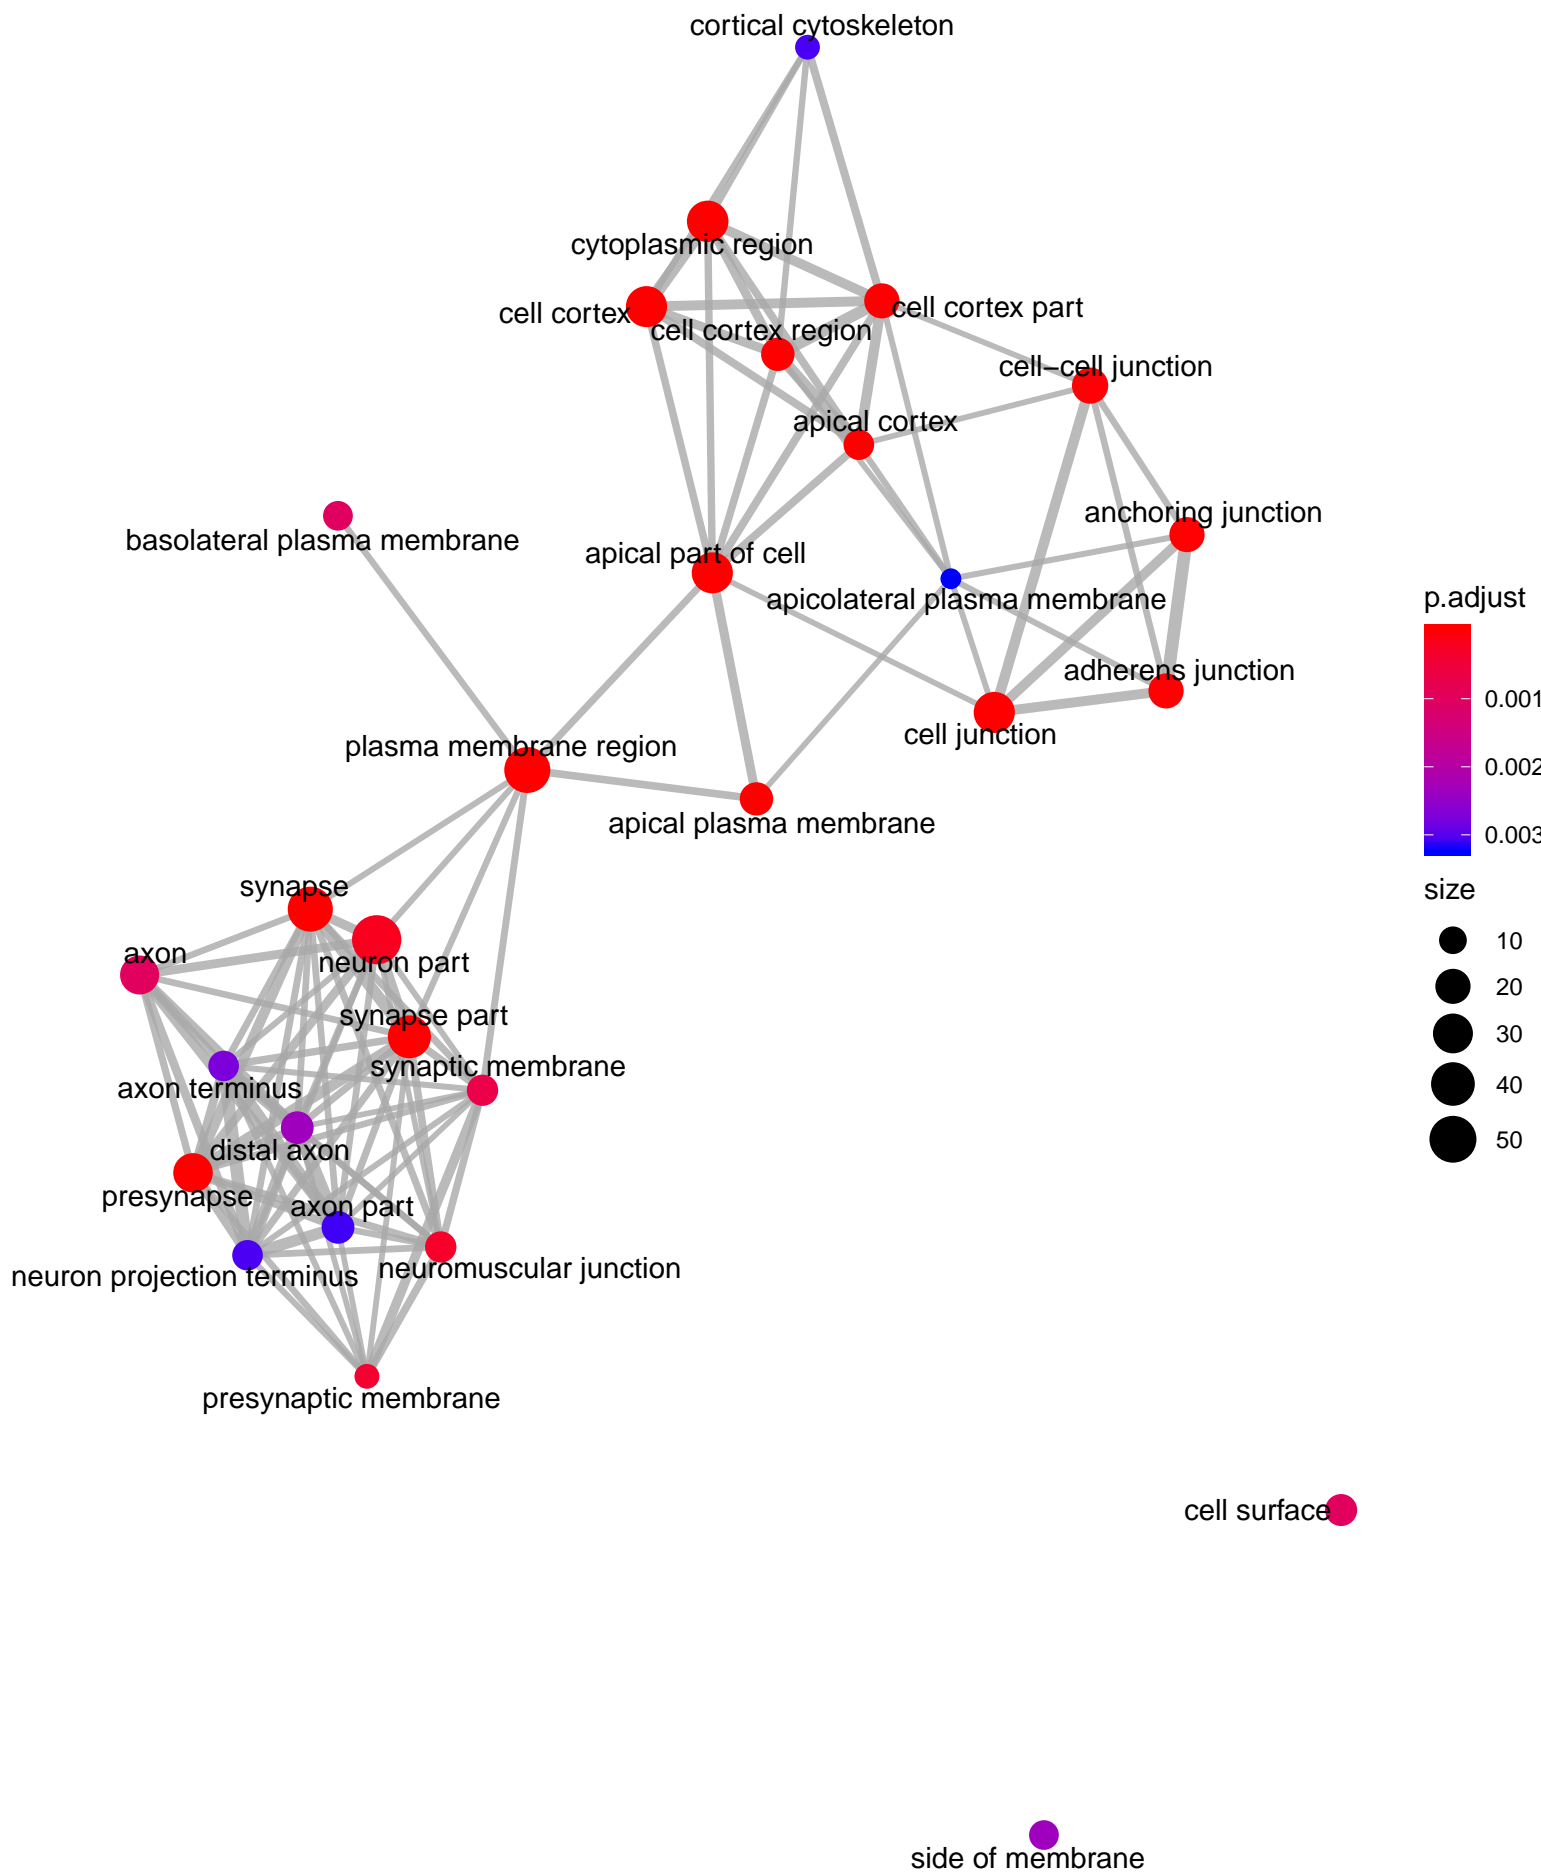 cortical cytoskeleton
cytoplasmic region
cell cortex
cell cortex part
cell cortex region
cell−cell junction
apical cortex
anchoring junction
basolateral plasma membrane
apical part of cell
apicolateral plasma membrane
adherens junction
cell junction
plasma membrane region
apical plasma membrane
synapse
axon
neuron part
synapse part
synaptic membrane
axon terminus
distal axon
presynapse
axon part
neuron projection terminus
neuromuscular junction
presynaptic membrane
cell surface
side of membrane
p.adjust
0.001
0.002
0.003
size
10
20
30
40
50